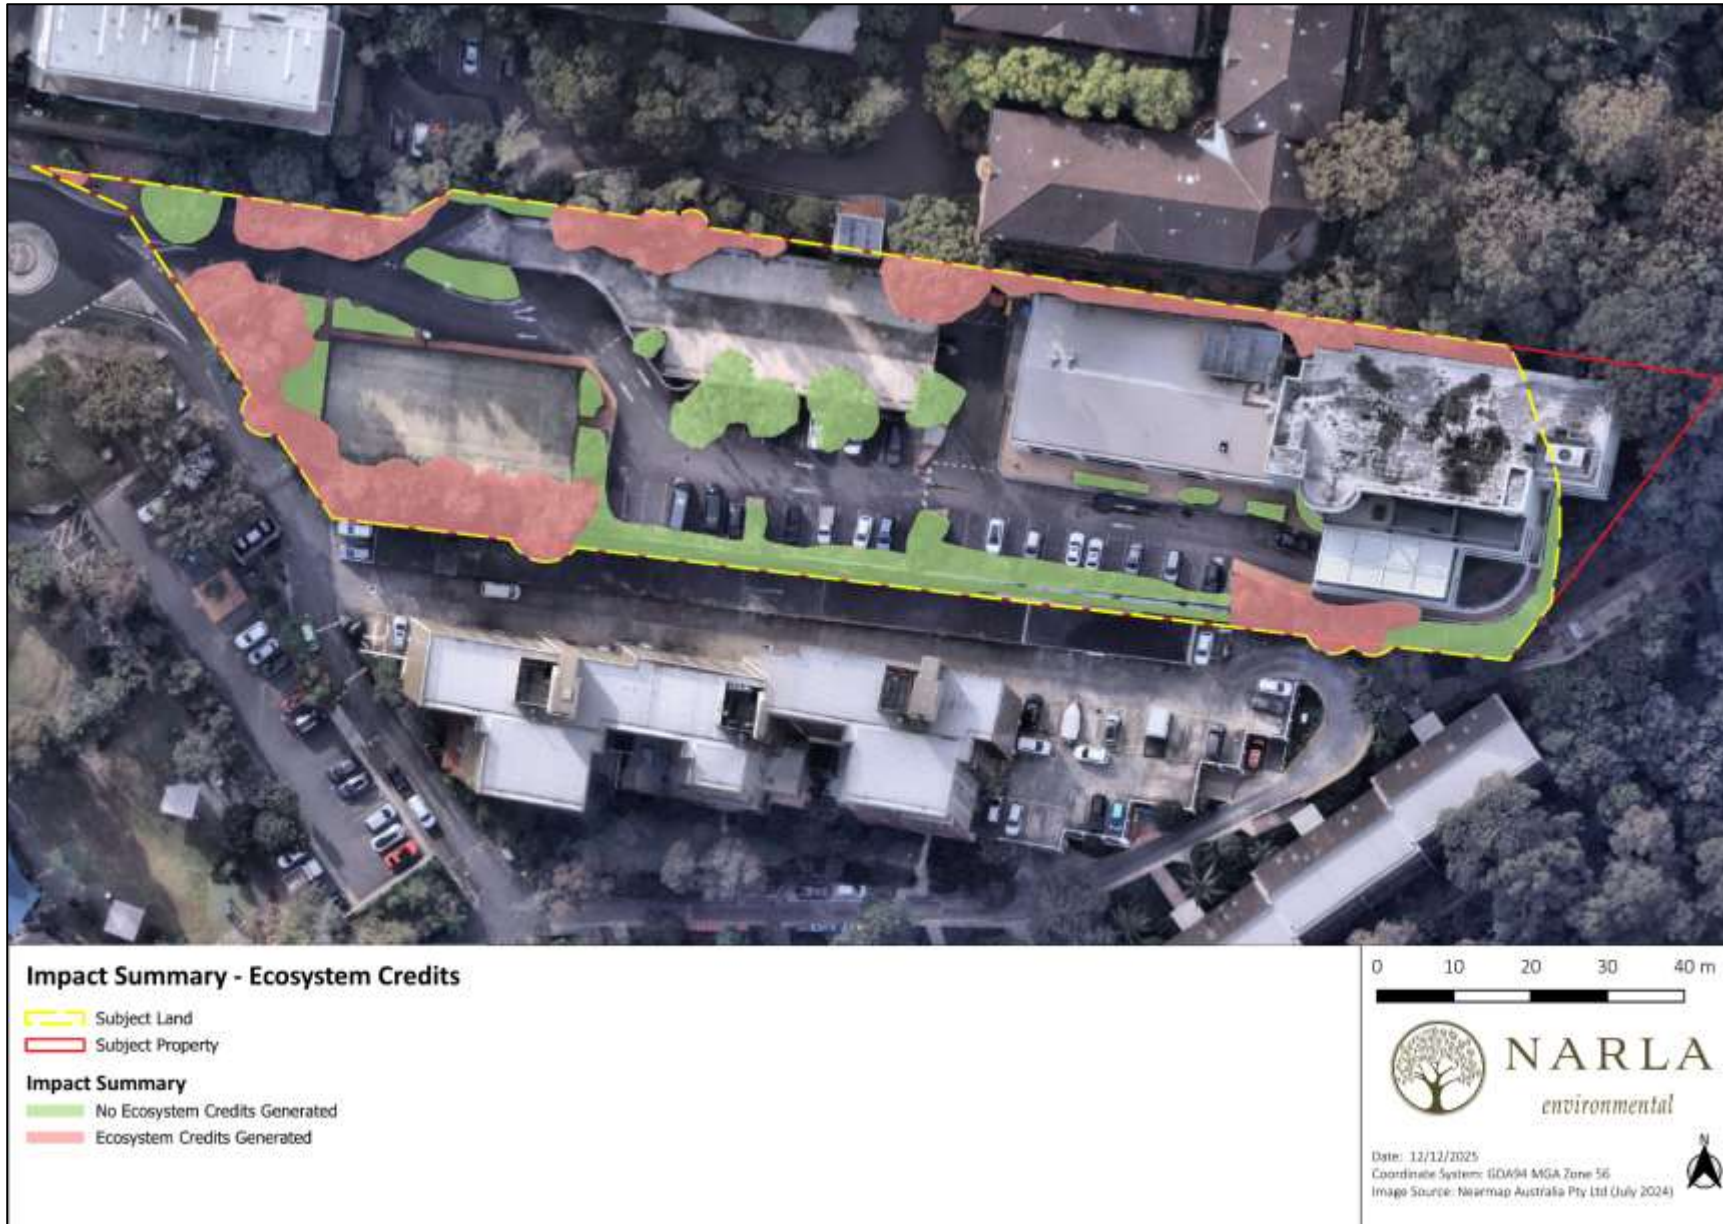 Impact Summary - Ecosystem Credits
Subject Land
Subject Property
Impact Summary
No Ecosystem Credits Generated
Ecosystem Credits Generated
0 10 20 30 40 m
NARLA
environmental
N
Date: 12/12/2025
Coordinate System: GDA94 MGA Zone 56
Image Source: Nearmap Australia Pty Ltd (July 2024)